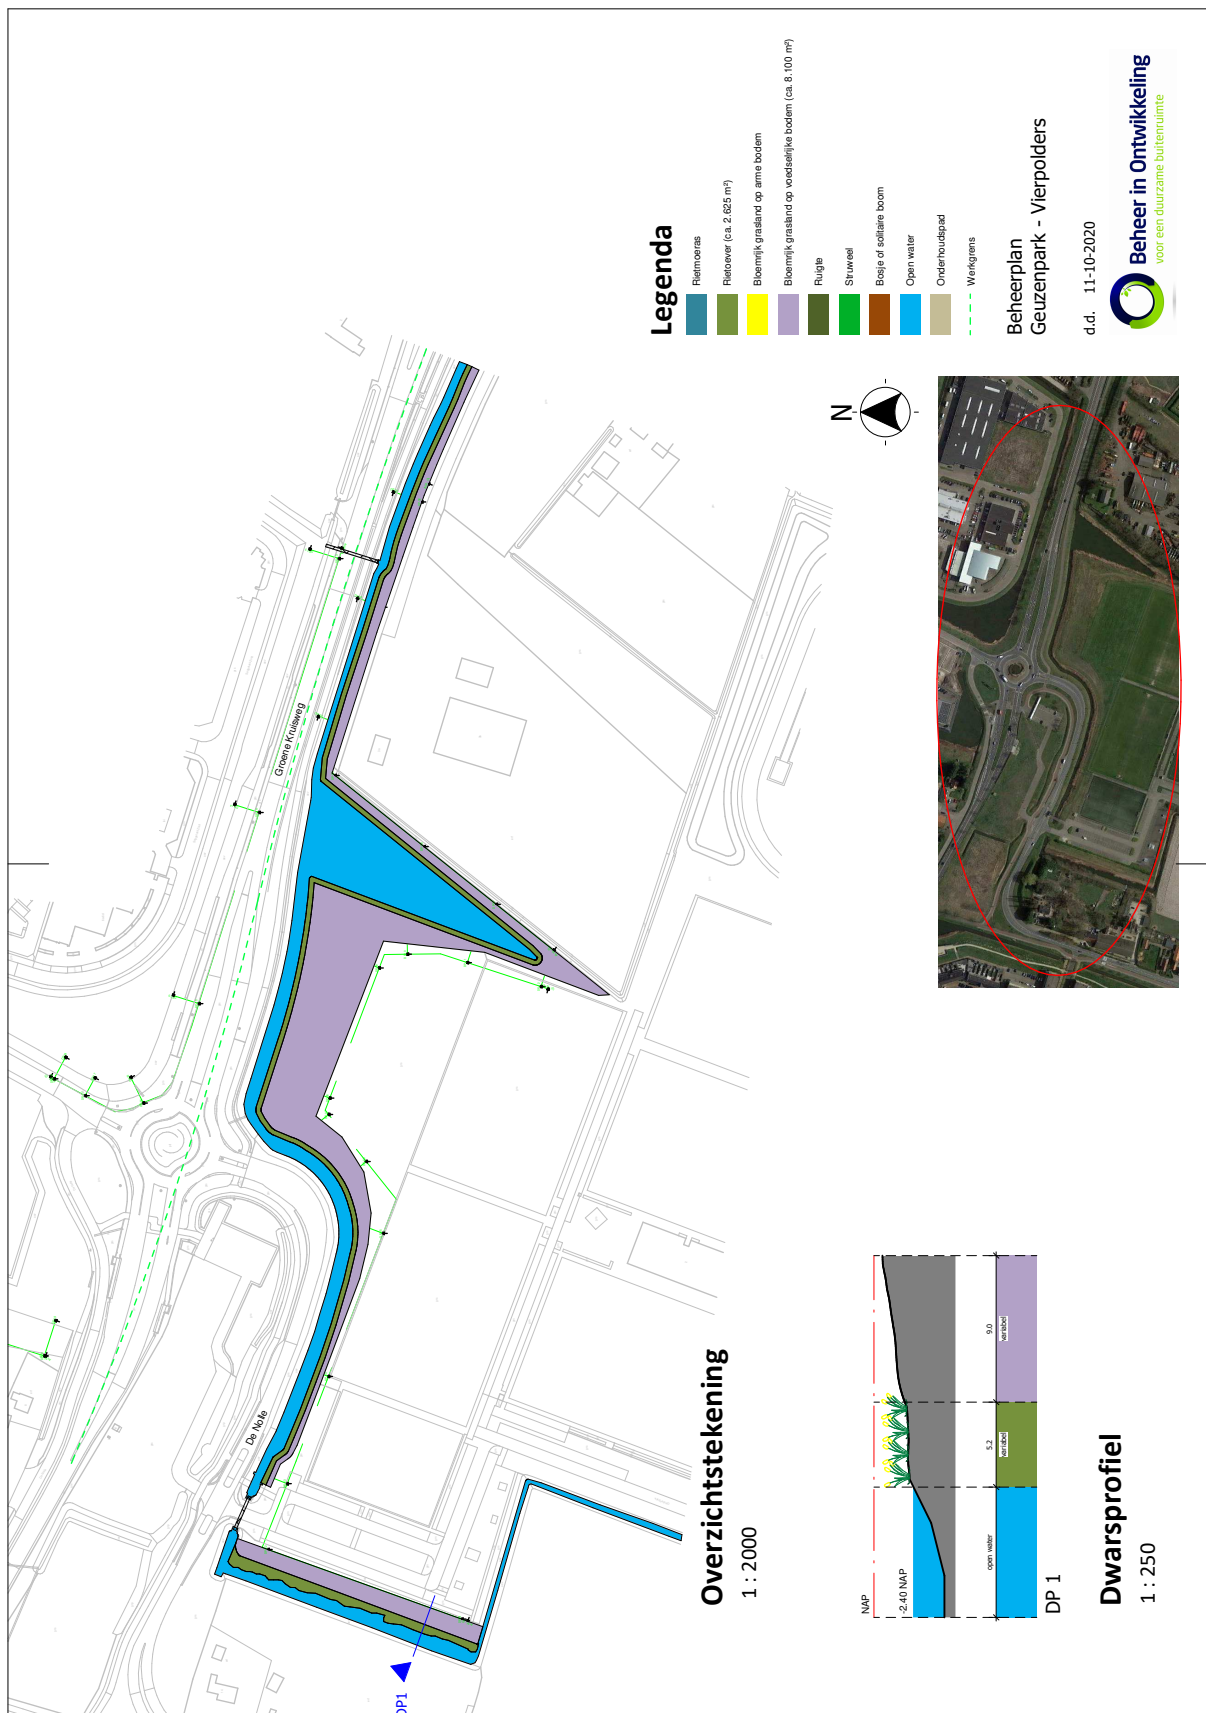 Groene Kruisweg
De Nolle
DP1
Overzichtstekening
1 : 2000
Legenda
Rietmoeras
Rietoever (ca. 2.625 m²)
Bloemrijk grasland op arme bodem
Bloemrijk grasland op voedselrijke bodem (ca. 8.100 m²)
Ruigte
Struweel
Bosje of solitaire boom
Open water
Onderhoudspad
Werkgrens
N
Beheerplan
Geuzenpark - Vierpolders
d.d. 11-10-2020
Beheer in Ontwikkeling
voor een duurzame buitenruimte
NAP
-2.40 NAP
open water
5.2
variabel
9.0
variabel
DP 1
Dwarsprofiel
1 : 250